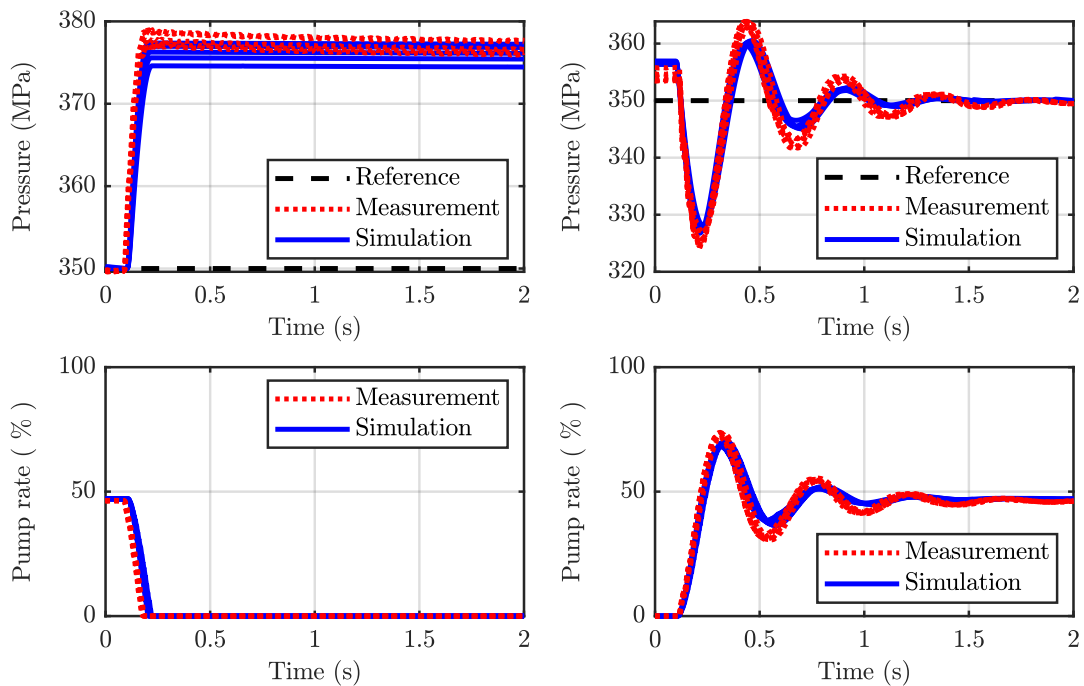 Pressure (MPa)
380
370
360
350
Reference
Measurement
Simulation
0
0.5
1
1.5
2
Time (s)
Pressure (MPa)
360
350
340
330
320
Reference
Measurement
Simulation
0
0.5
1
1.5
2
Time (s)
Pump rate ( % )
100
50
0
Measurement
Simulation
0
0.5
1
1.5
2
Time (s)
Pump rate ( % )
100
50
0
Measurement
Simulation
0
0.5
1
1.5
2
Time (s)